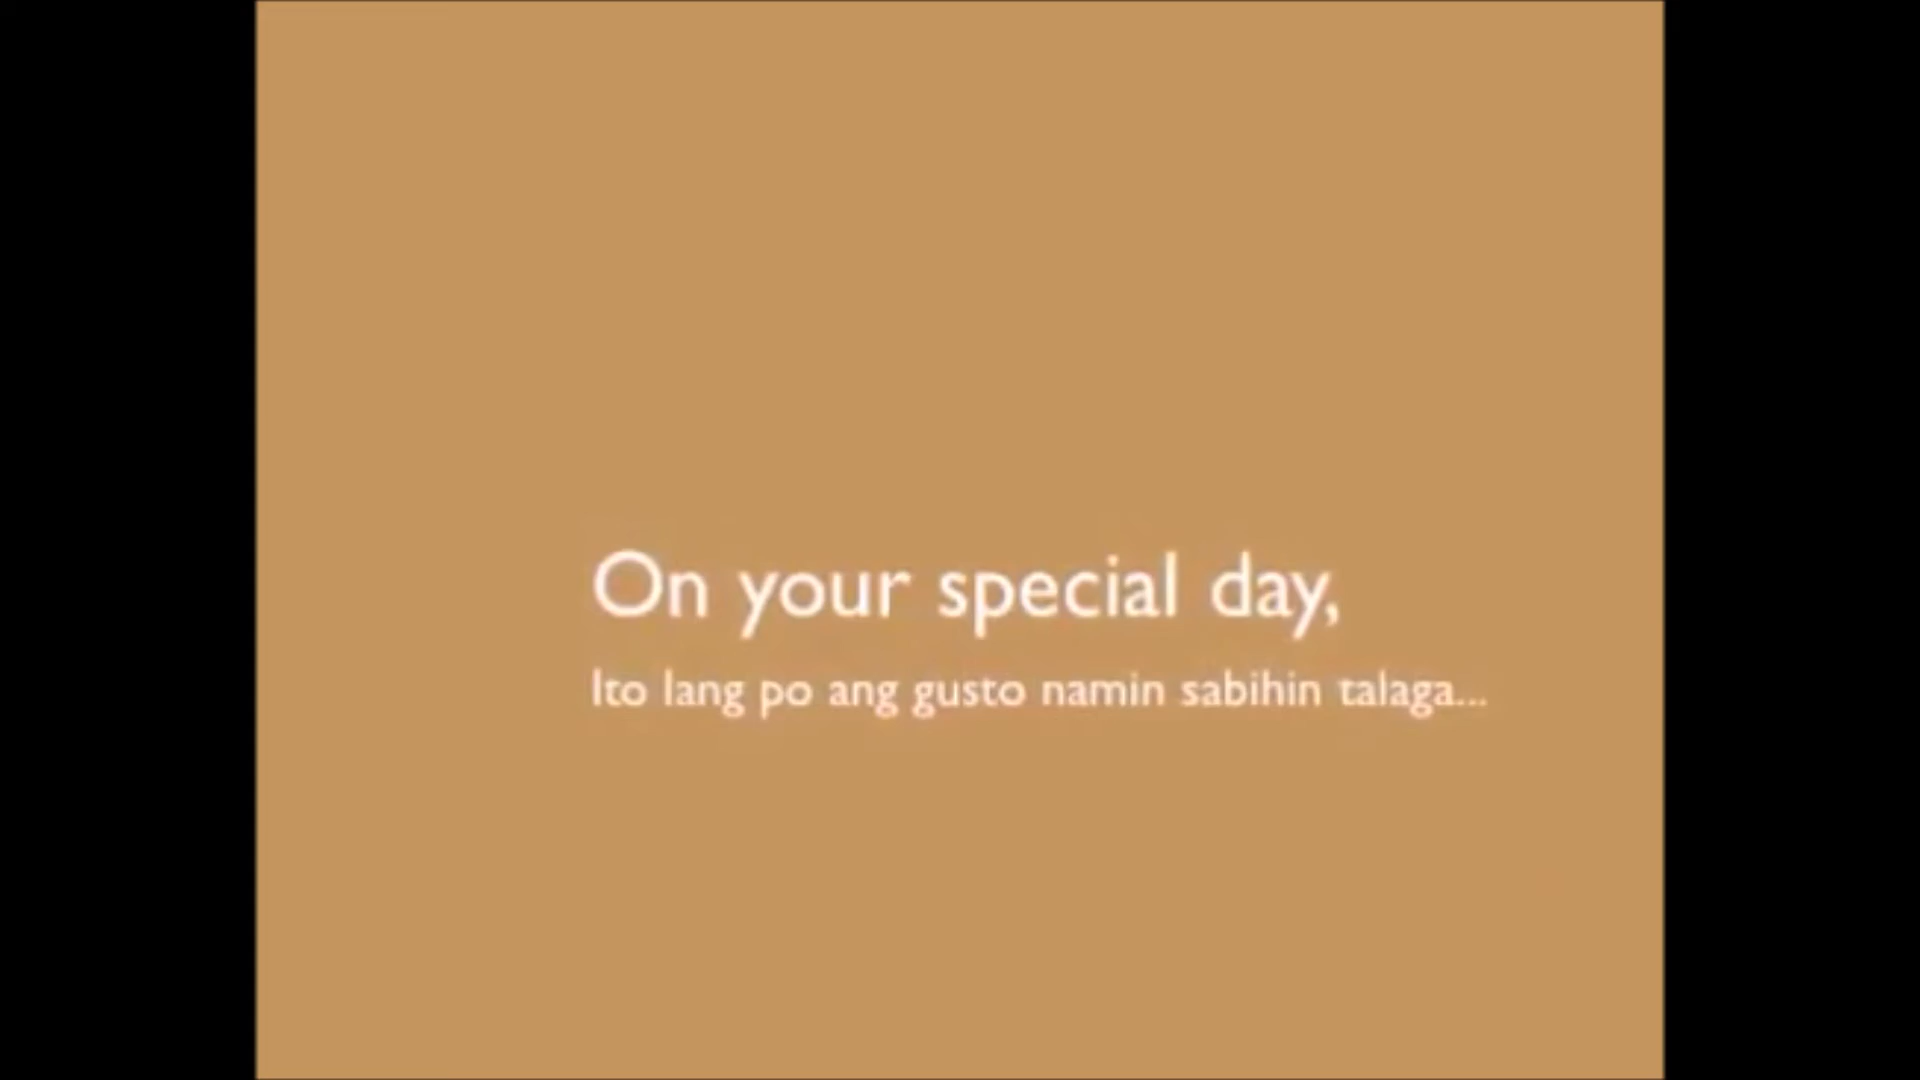 On your special day,
Ito lang po ang gusto namin sabihin talaga...